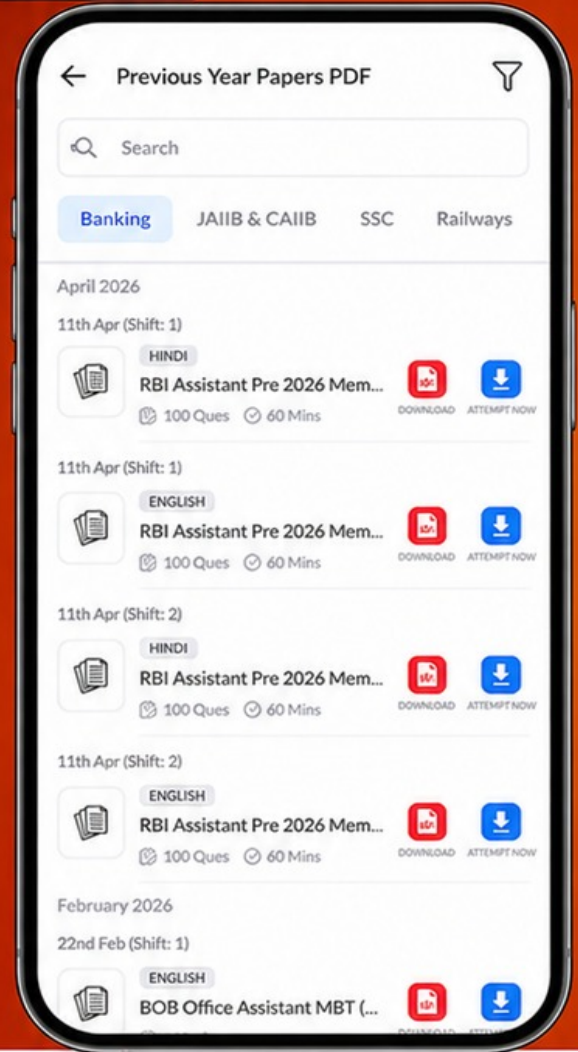 Previous Year Papers PDF
Search
Banking JAIIB & CAIIB SSC Railways
April 2026
11th Apr (Shift: 1)
HINDI
RBI Assistant Pre 2026 Mem...
100 Ques 60 Mins
DOWNLOAD ATTEMPT NOW
11th Apr (Shift: 1)
ENGLISH
RBI Assistant Pre 2026 Mem...
100 Ques 60 Mins
DOWNLOAD ATTEMPT NOW
11th Apr (Shift: 2)
HINDI
RBI Assistant Pre 2026 Mem...
100 Ques 60 Mins
DOWNLOAD ATTEMPT NOW
11th Apr (Shift: 2)
ENGLISH
RBI Assistant Pre 2026 Mem...
100 Ques 60 Mins
DOWNLOAD ATTEMPT NOW
February 2026
22nd Feb (Shift: 1)
ENGLISH
BOB Office Assistant MBT (...